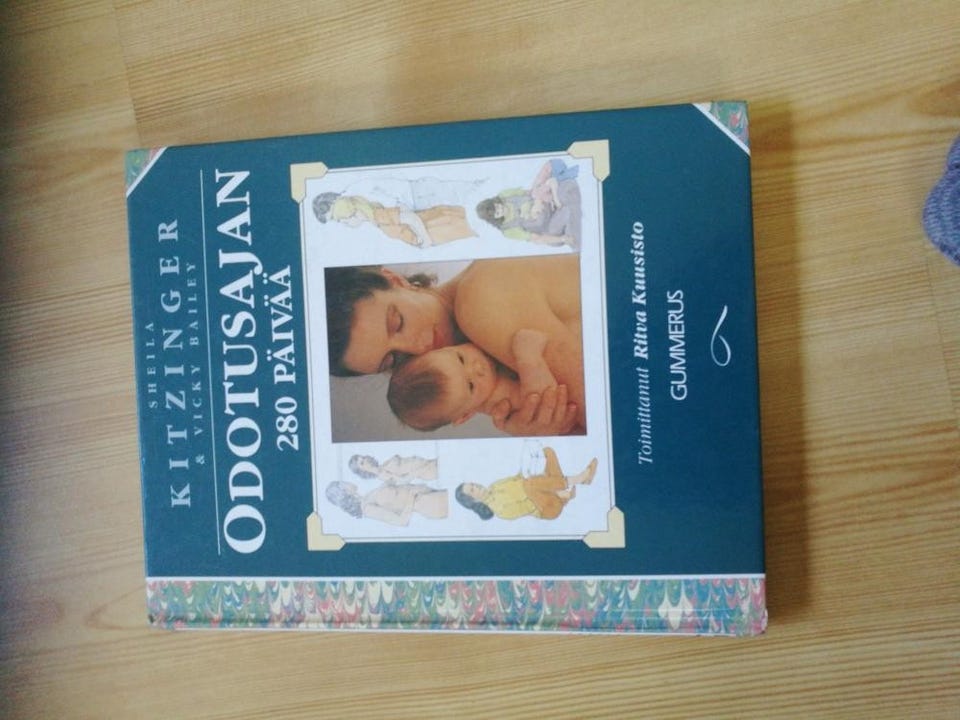 SHEILA
KITZINGER
& VICKY BAILEY
ODOTUSAJAN
280 PÄIVÄÄ
Toimittanut Ritva Kuusisto
GUMMERUS